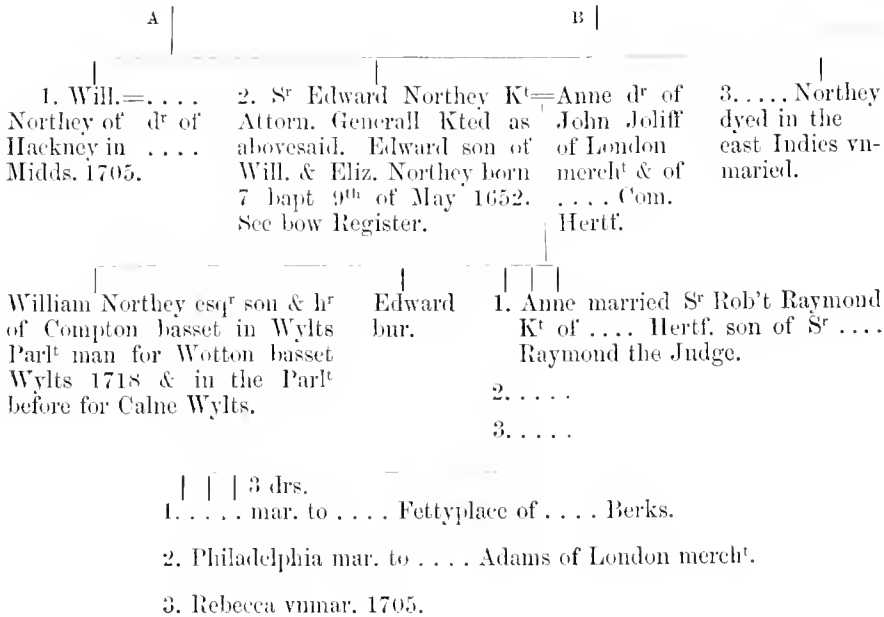 A B
1. Will.=....
Northey of dʳ of
Hackney in ....
Midds. 1705.
2. Sʳ Edward Northey Kᵗ=Anne dʳ of
Attorn. Generall Kted as John Joliff
abovesaid. Edward son of of London
Will. & Eliz. Northey born merchᵗ & of
7 bapt 9ᵗʰ of May 1652. .... Com.
See bow Register. Hertf.
3..... Northey
dyed in the
east Indies vn-
maried.
William Northey esqʳ son & hʳ
of Compton basset in Wylts
Parlᵗ man for Wotton basset
Wylts 1718 & in the Parlᵗ
before for Calne Wylts.
Edward
bur.
1. Anne married Sʳ Rob't Raymond
Kᵗ of .... Hertf. son of Sʳ ....
Raymond the Judge.
2.....
3.....
3 drs.
1..... mar. to .... Fettyplace of .... Berks.
2. Philadelphia mar. to .... Adams of London merchᵗ.
3. Rebecca vnmar. 1705.